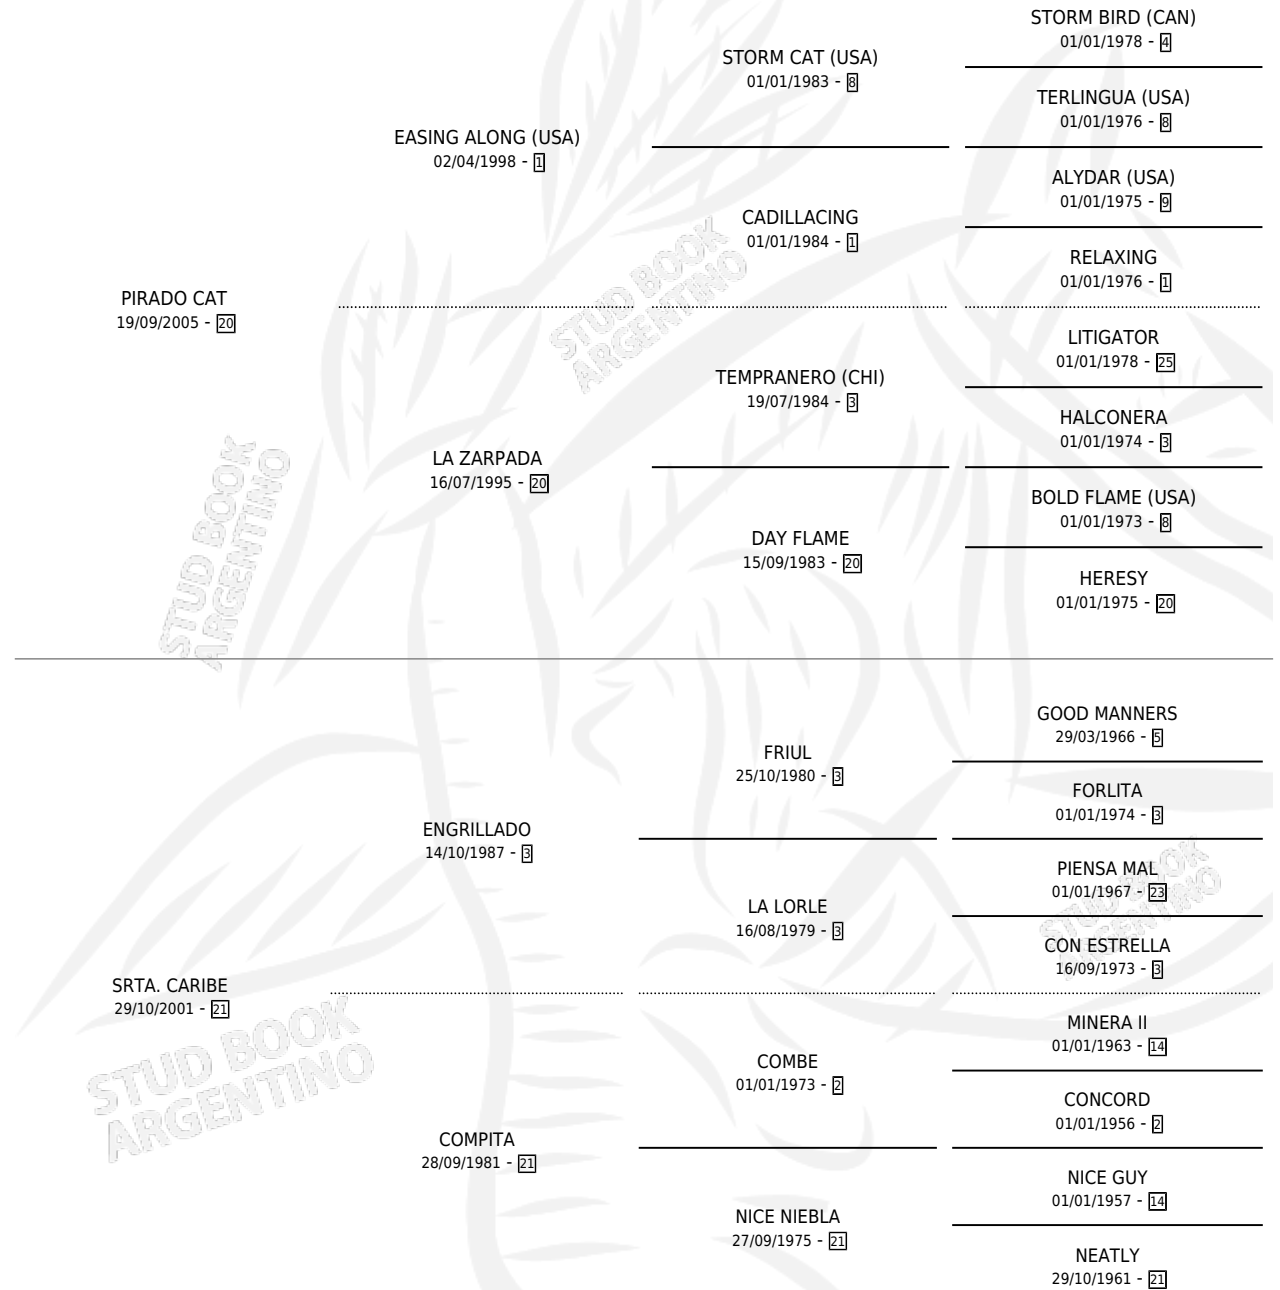 STORM BIRD (CAN)
01/01/1978 - 4
STORM CAT (USA)
01/01/1983 - 8
TERLINGUA (USA)
01/01/1976 - 8
EASING ALONG (USA)
02/04/1998 - 1
ALYDAR (USA)
01/01/1975 - 9
CADILLACING
01/01/1984 - 1
RELAXING
01/01/1976 - 1
PIRADO CAT
19/09/2005 - 20
LITIGATOR
01/01/1978 - 25
TEMPRANERO (CHI)
19/07/1984 - 3
HALCONERA
01/01/1974 - 3
LA ZARPADA
16/07/1995 - 20
BOLD FLAME (USA)
01/01/1973 - 8
DAY FLAME
15/09/1983 - 20
HERESY
01/01/1975 - 20
GOOD MANNERS
29/03/1966 - 5
FRIUL
25/10/1980 - 3
FORLITA
01/01/1974 - 3
ENGRILLADO
14/10/1987 - 3
PIENSA MAL
01/01/1967 - 23
LA LORLE
16/08/1979 - 3
CON ESTRELLA
16/09/1973 - 3
SRTA. CARIBE
29/10/2001 - 21
MINERA II
01/01/1963 - 14
COMBE
01/01/1973 - 2
CONCORD
01/01/1956 - 2
COMPITA
28/09/1981 - 21
NICE GUY
01/01/1957 - 14
NICE NIEBLA
27/09/1975 - 21
NEATLY
29/10/1961 - 21
STUD BOOK
ARGENTINO
STUD BOOK
ARGENTINO
STUD BOOK
ARGENTINO
STUD BOOK
ARGENTINO